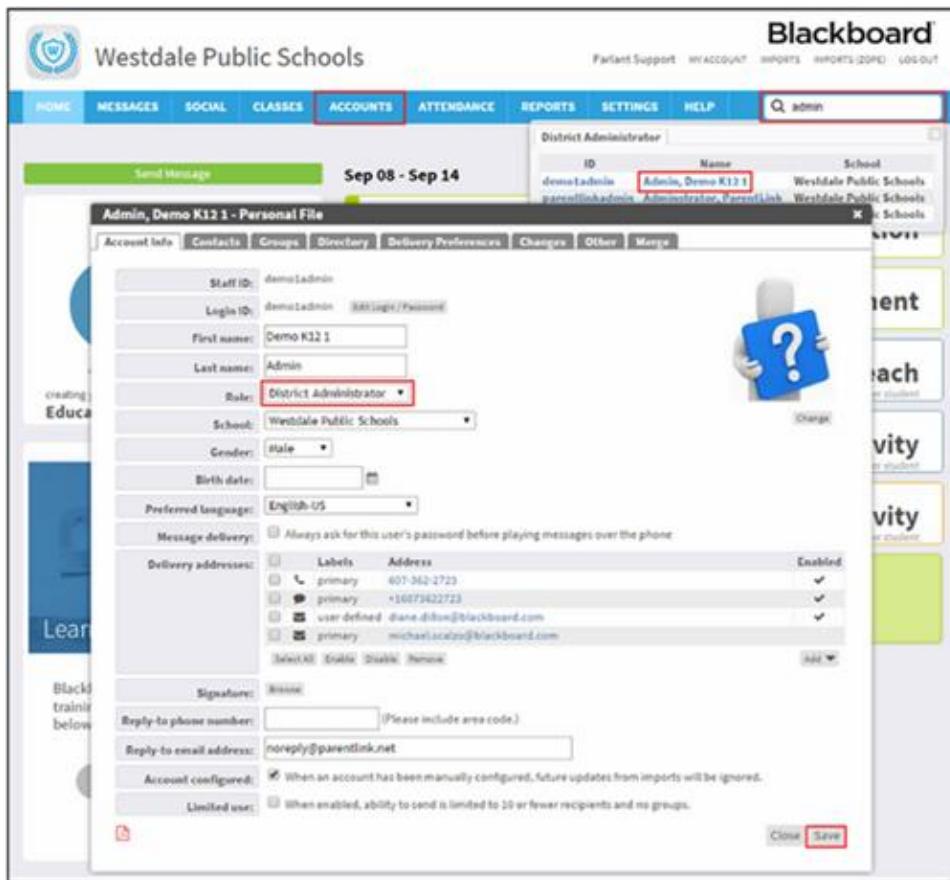 Westdale Public Schools
Blackboard
Parlant Support MY ACCOUNT IMPORTS IMPORTS (ZOPE) LOG OUT
HOME MESSAGES SOCIAL CLASSES ACCOUNTS ATTENDANCE REPORTS SETTINGS HELP admin
District Administrator
ID Name School
demo1admin Admin, Demo K12 1 Westdale Public Schools
parentlinkadmin Adminstrator, ParentLink Westdale Public Schools
Schools
Send Message
Sep 08 - Sep 14
Admin, Demo K12 1 - Personal File
Account Info Contacts Groups Directory Delivery Preferences Changes Other Merge
Staff ID: demo1admin
Login ID: demo1admin Edit Login / Password
First name: Demo K12 1
Last name: Admin
Role: District Administrator
School: Westdale Public Schools
Change
Gender: Male
Birth date:
Preferred language: English-US
Message delivery: Always ask for this user's password before playing messages over the phone
Delivery addresses: Labels Address Enabled
primary 607-362-2723
primary +16073622723
user defined diane.dillon@blackboard.com
primary michael.scalzo@blackboard.com
Select All Enable Disable Remove Add
Signature: Browse
Reply-to phone number: (Please include area code.)
Reply-to email address: noreply@parentlink.net
Account configured: When an account has been manually configured, future updates from imports will be ignored.
Limited use: When enabled, ability to send is limited to 10 or fewer recipients and no groups.
Close Save
creating
Educa
Lear
Blackb
trainin
below
ment
each
vity
vity